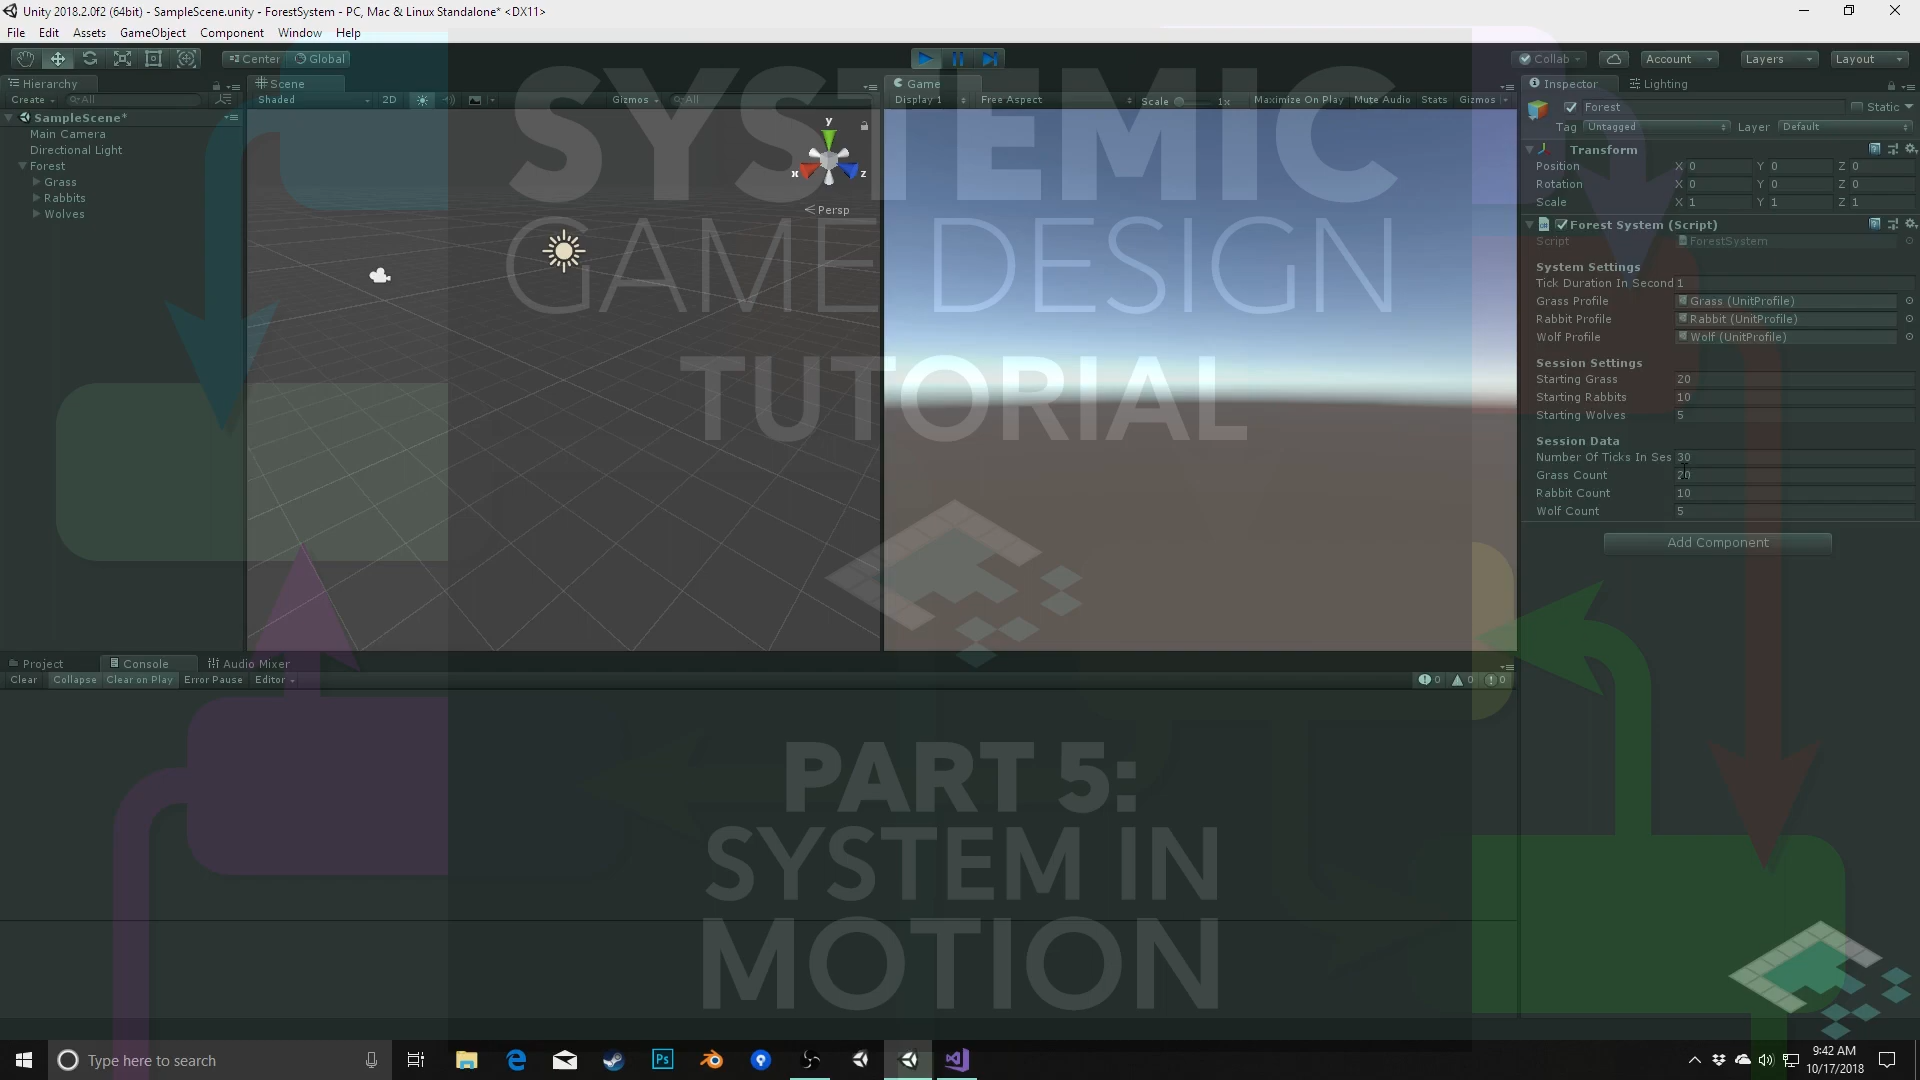 Unity 2018.2.0f2 (64bit) - SampleScene.unity - ForestSystem - PC, Mac & Linux Standalone* <DX11>
File Edit Assets GameObject Component Window Help
Center Global
Collab Account Layers Layout
Hierarchy
Create All
SampleScene*
Main Camera
Directional Light
Forest
Grass
Rabbits
Wolves
Scene
Shaded 2D Gizmos All
y
x z
Persp
Game
Display 1 Free Aspect Scale 1x Maximize On Play Mute Audio Stats Gizmos
Inspector Lighting
Forest Static
Tag Untagged Layer Default
Transform
Position X 0 Y 0 Z 0
Rotation X 0 Y 0 Z 0
Scale X 1 Y 1 Z 1
Forest System (Script)
Script ForestSystem
System Settings
Tick Duration In Second 1
Grass Profile Grass (UnitProfile)
Rabbit Profile Rabbit (UnitProfile)
Wolf Profile Wolf (UnitProfile)
Session Settings
Starting Grass 20
Starting Rabbits 10
Starting Wolves 5
Session Data
Number Of Ticks In Ses 30
Grass Count 20
Rabbit Count 10
Wolf Count 5
Add Component
SYSTEMIC
GAME DESIGN
TUTORIAL
Project Console Audio Mixer
Clear Collapse Clear on Play Error Pause Editor
0 0 0
PART 5:
SYSTEM IN
MOTION
Type here to search
Ps
9:42 AM
10/17/2018